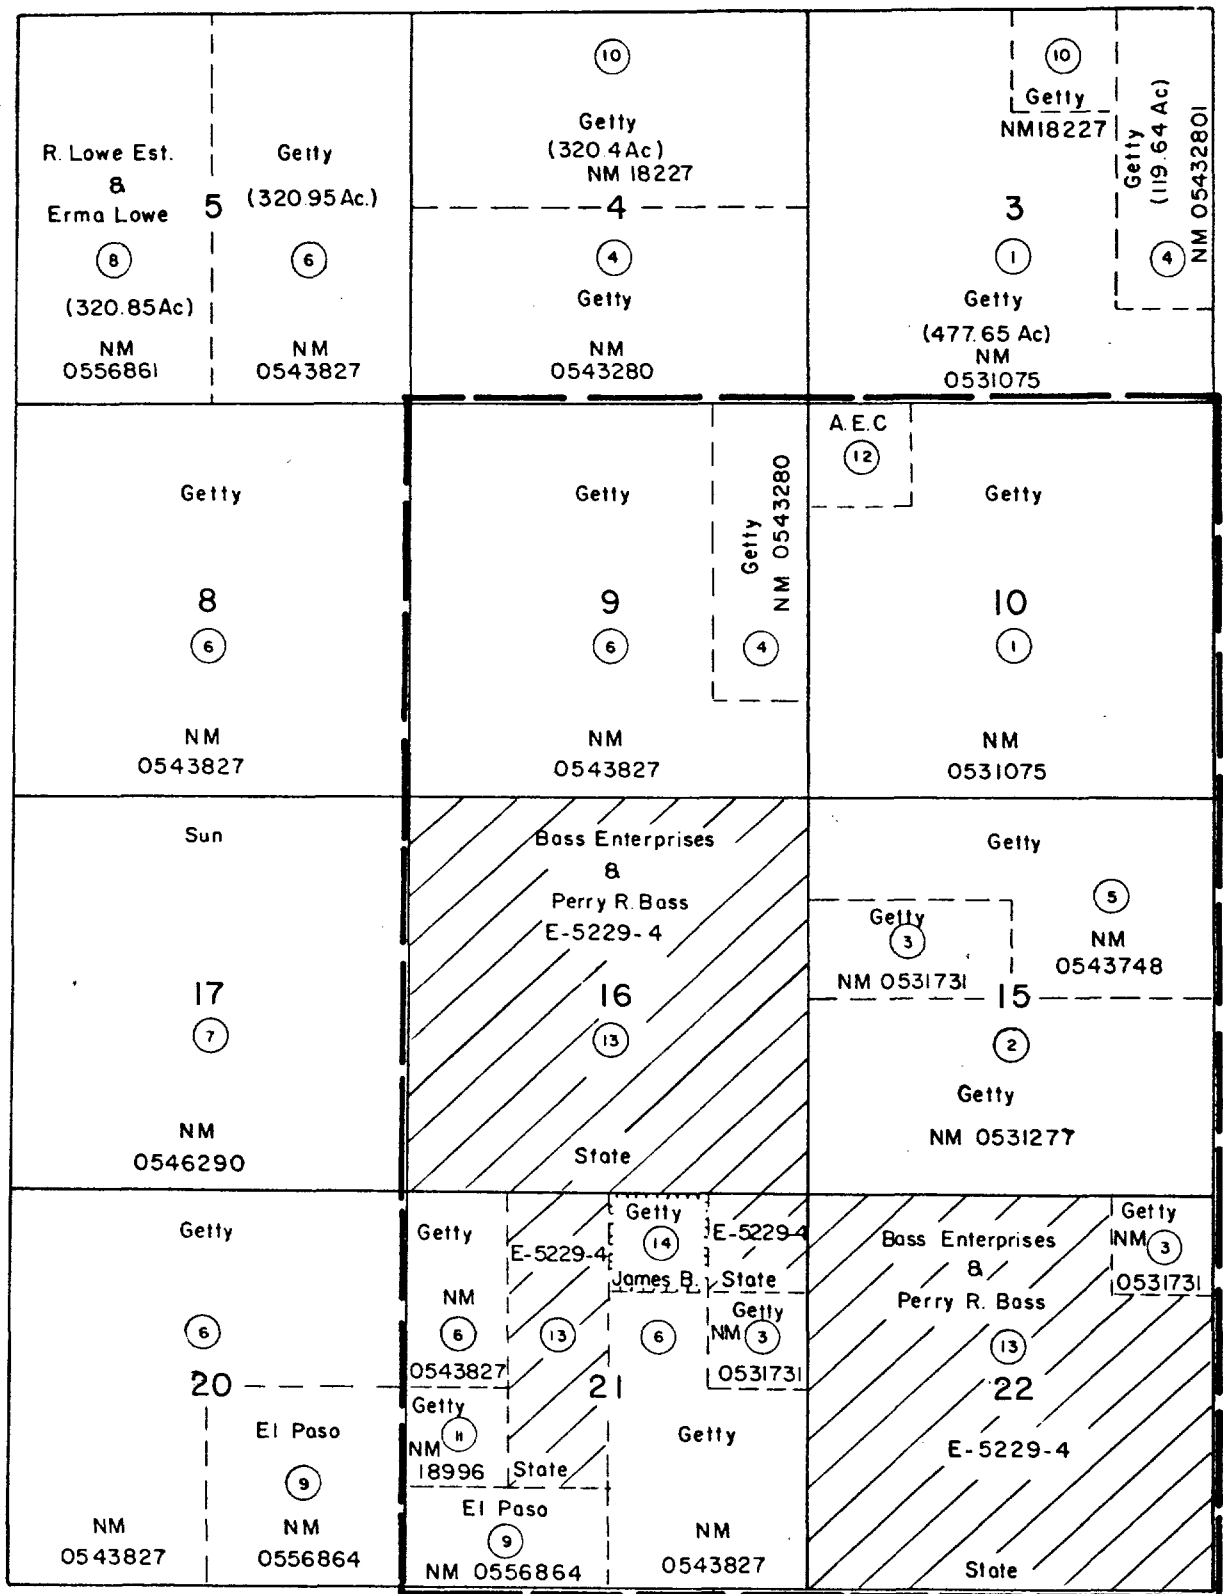 R. Lowe Est.
&
Erma Lowe
8
(320.85Ac)
NM
0556861
5
Getty
(320.95Ac.)
6
NM
0543827
10
Getty
(320.4Ac)
NM 18227
4
4
Getty
NM
0543280
10
Getty
NM18227
3
1
Getty
(477.65 Ac)
NM
0531075
Getty
(119.64 Ac)
NM 05432801
4
Getty
8
6
NM
0543827
Getty
9
6
NM
0543827
Getty
NM 0543280
4
A.E.C
12
Getty
10
1
NM
0531075
Sun
17
7
NM
0546290
Bass Enterprises
&
Perry R. Bass
E-5229-4
16
13
State
Getty
5
NM
0543748
Getty
3
NM 0531731
15
2
Getty
NM 0531277
Getty
6
20
El Paso
9
NM
0556864
NM
0543827
Getty
NM
6
0543827
E-5229-4
13
State
Getty
14
James B.
E-5229-4
State
6
Getty
NM 3
0531731
21
Getty
11
NM
18996
El Paso
9
NM 0556864
Getty
NM
0543827
Bass Enterprises
&
Perry R. Bass
13
22
E-5229-4
State
Getty
NM 3
0531731